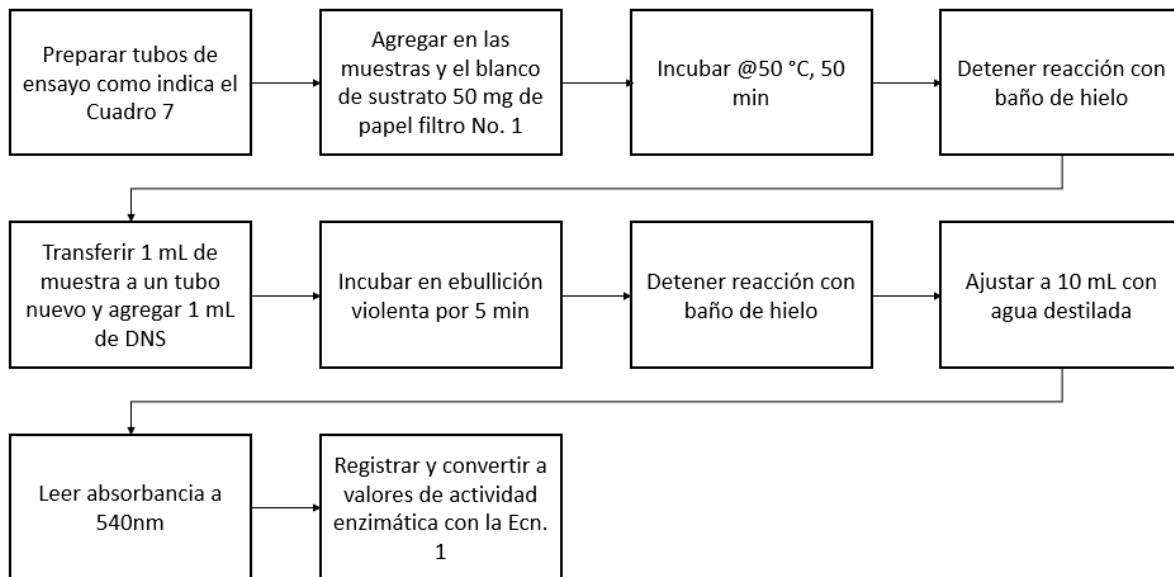 Preparar tubos de
ensayo como indica el
Cuadro 7
Agregar en las
muestras y el blanco
de sustrato 50 mg de
papel filtro No. 1
Incubar @50 °C, 50
min
Detener reacción con
baño de hielo
Transferir 1 mL de
muestra a un tubo
nuevo y agregar 1 mL
de DNS
Incubar en ebullición
violenta por 5 min
Detener reacción con
baño de hielo
Ajustar a 10 mL con
agua destilada
Leer absorbancia a
540nm
Registrar y convertir a
valores de actividad
enzimática con la Ecn.
1